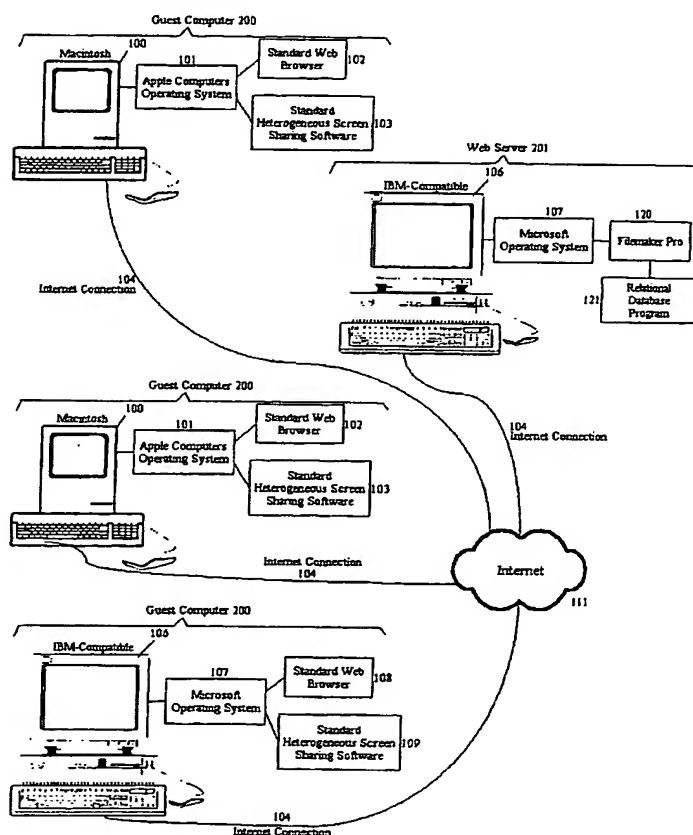 Guest Computer 200
Macintosh
100
101
Apple Computers
Operating System
Standard Web
Browser
102
Standard
Heterogeneous Screen
Sharing Software
103
104
Internet Connection
Web Server 201
106
IBM-Compatible
107
Microsoft
Operating System
120
Filemaker Pro
121
Relational
Database
Program
104
Internet Connection
Guest Computer 200
Macintosh
100
101
Apple Computers
Operating System
Standard Web
Browser
102
Standard
Heterogeneous Screen
Sharing Software
103
Internet Connection
104
Internet
111
Guest Computer 200
106
IBM-Compatible
107
Microsoft
Operating System
Standard Web
Browser
108
Standard
Heterogeneous Screen
Sharing Software
109
104
Internet Connection